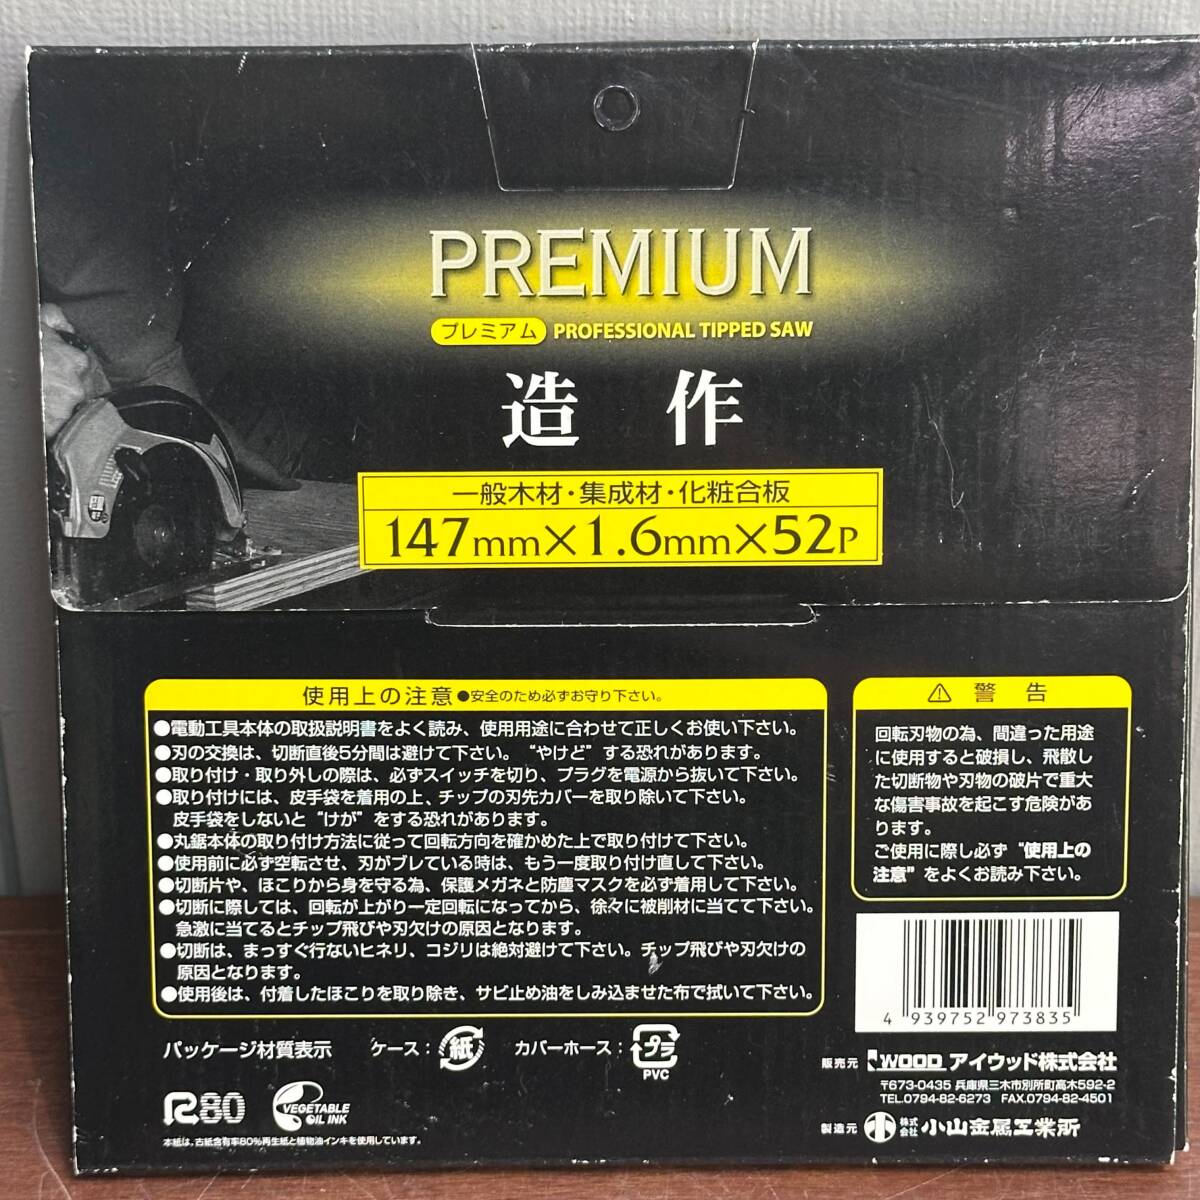 PREMIUM
プレミアム PROFESSIONAL TIPPED SAW
造作
一般木材・集成材・化粧合板
147mm×1.6mm×52P
使用上の注意 ●安全のため必ずお守り下さい。
●電動工具本体の取扱説明書をよく読み、使用用途に合わせて正しくお使い下さい。
●刃の交換は、切断直後5分間は避けて下さい。“やけど”する恐れがあります。
●取り付け・取り外しの際は、必ずスイッチを切り、プラグを電源から抜いて下さい。
●取り付けには、皮手袋を着用の上、チップの刃先カバーを取り除いて下さい。
皮手袋をしないと“けが”をする恐れがあります。
●丸鋸本体の取り付け方法に従って回転方向を確かめた上で取り付けて下さい。
●使用前に必ず空転させ、刃がブレている時は、もう一度取り付け直して下さい。
●切断片や、ほこりから身を守る為、保護メガネと防塵マスクを必ず着用して下さい。
●切断に際しては、回転が上がり一定回転になってから、徐々に被削材に当てて下さい。
急激に当てるとチップ飛びや刃欠けの原因となります。
●切断は、まっすぐ行ないヒネリ、コジリは絶対避けて下さい。チップ飛びや刃欠けの
原因となります。
●使用後は、付着したほこりを取り除き、サビ止め油をしみ込ませた布で拭いて下さい。
⚠ 警告
回転刃物の為、間違った用途
に使用すると破損し、飛散し
た切断物や刃物の破片で重大
な傷害事故を起こす危険があ
ります。
ご使用に際し必ず“使用上の
注意”をよくお読み下さい。
4 939752 973835
パッケージ材質表示 ケース：紙 カバーホース：プラ
PVC
R80 VEGETABLE
OIL INK
本紙は、古紙含有率80%再生紙と植物油インキを使用しています。
販売元 WOOD アイウッド株式会社
〒673-0435 兵庫県三木市別所町高木592-2
TEL.0794-82-6273 FAX.0794-82-4501
製造元 株式会社 小山金属工業所